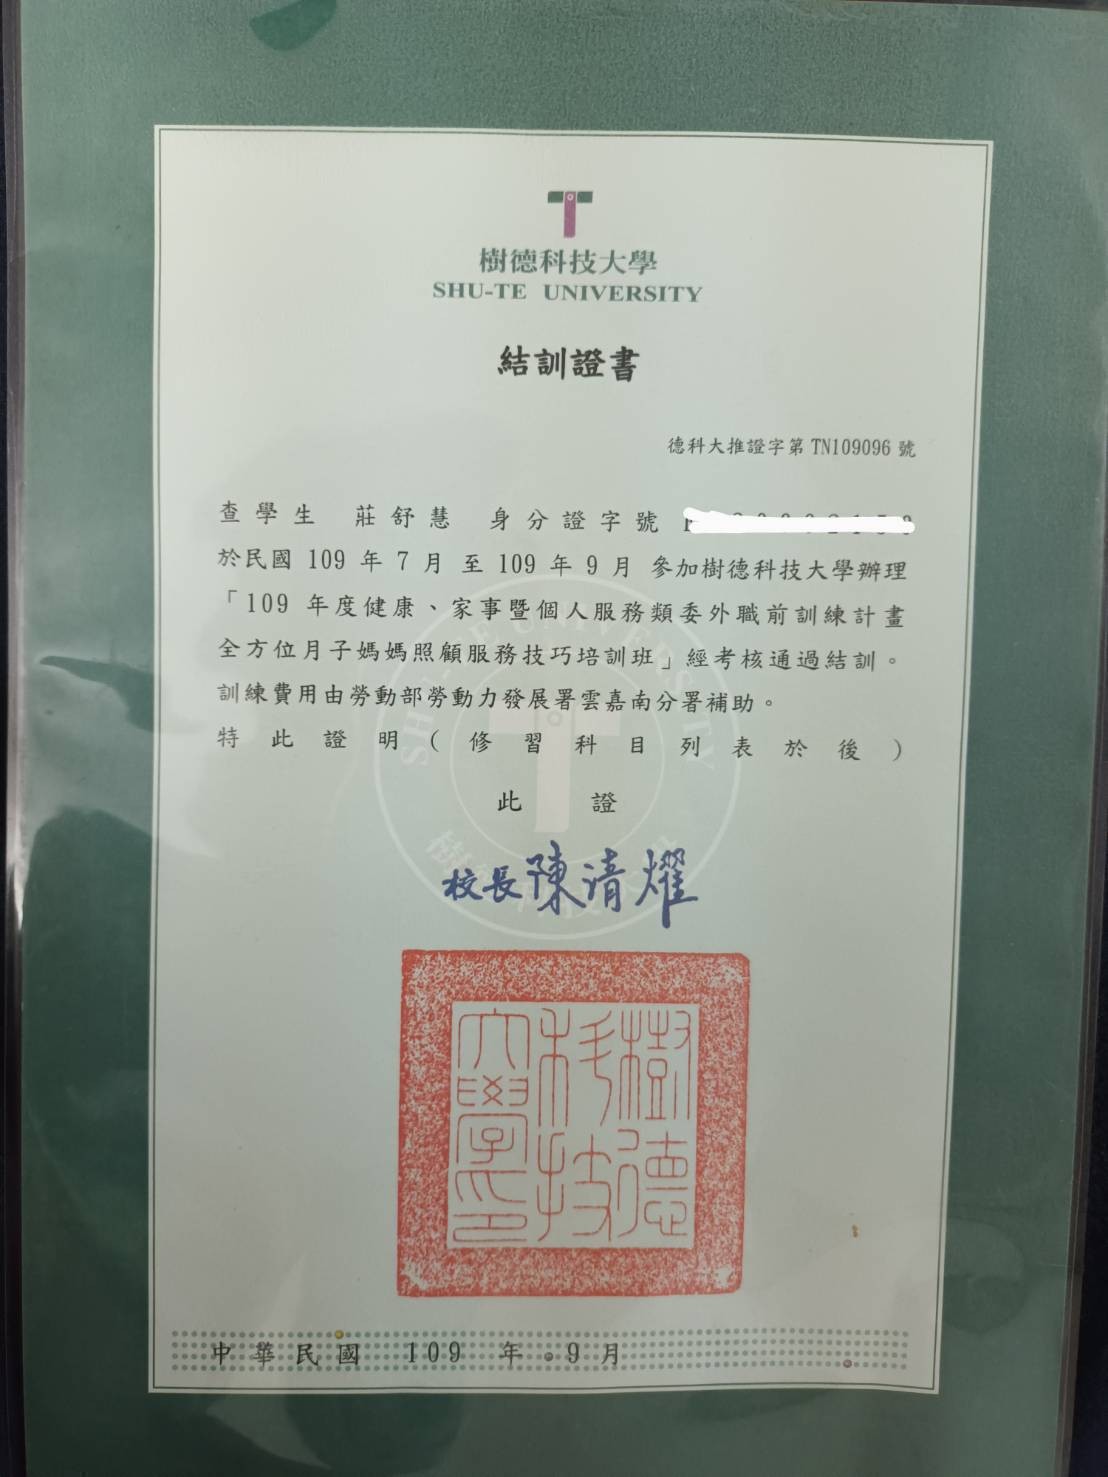 樹德科技大學
SHU-TE UNIVERSITY
結訓證書
德科大推證字第 TN109096 號
查學生 莊舒慧 身分證字號
於民國 109 年 7 月 至 109 年 9 月 參加樹德科技大學辦理
「109 年度健康、家事暨個人服務類委外職前訓練計畫
全方位月子媽媽照顧服務技巧培訓班」經考核通過結訓。
訓練費用由勞動部勞動力發展署雲嘉南分署補助。
特此證明(修習科目列表於後)
此證
校長 陳清燿
樹德科技大學印
中華民國 109 年 9 月